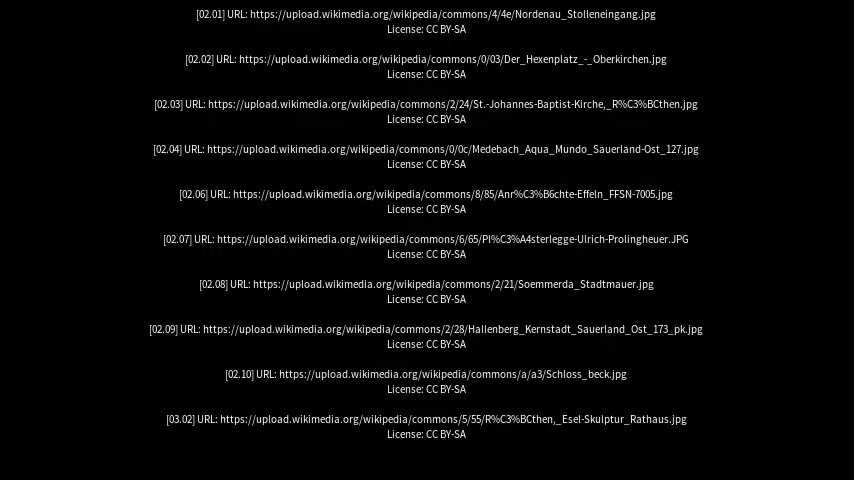 [02.01] URL: https://upload.wikimedia.org/wikipedia/commons/4/4e/Nordenau_Stolleneingang.jpg
License: CC BY-SA
[02.02] URL: https://upload.wikimedia.org/wikipedia/commons/0/03/Der_Hexenplatz_-_Oberkirchen.jpg
License: CC BY-SA
[02.03] URL: https://upload.wikimedia.org/wikipedia/commons/2/24/St.-Johannes-Baptist-Kirche,_R%C3%BCthen.jpg
License: CC BY-SA
[02.04] URL: https://upload.wikimedia.org/wikipedia/commons/0/0c/Medebach_Aqua_Mundo_Sauerland-Ost_127.jpg
License: CC BY-SA
[02.06] URL: https://upload.wikimedia.org/wikipedia/commons/8/85/Anr%C3%B6chte-Effeln_FFSN-7005.jpg
License: CC BY-SA
[02.07] URL: https://upload.wikimedia.org/wikipedia/commons/6/65/Pl%C3%A4sterlegge-Ulrich-Prolingheuer.JPG
License: CC BY-SA
[02.08] URL: https://upload.wikimedia.org/wikipedia/commons/2/21/Soemmerda_Stadtmauer.jpg
License: CC BY-SA
[02.09] URL: https://upload.wikimedia.org/wikipedia/commons/2/28/Hallenberg_Kernstadt_Sauerland_Ost_173_pk.jpg
License: CC BY-SA
[02.10] URL: https://upload.wikimedia.org/wikipedia/commons/a/a3/Schloss_beck.jpg
License: CC BY-SA
[03.02] URL: https://upload.wikimedia.org/wikipedia/commons/5/55/R%C3%BCthen,_Esel-Skulptur_Rathaus.jpg
License: CC BY-SA